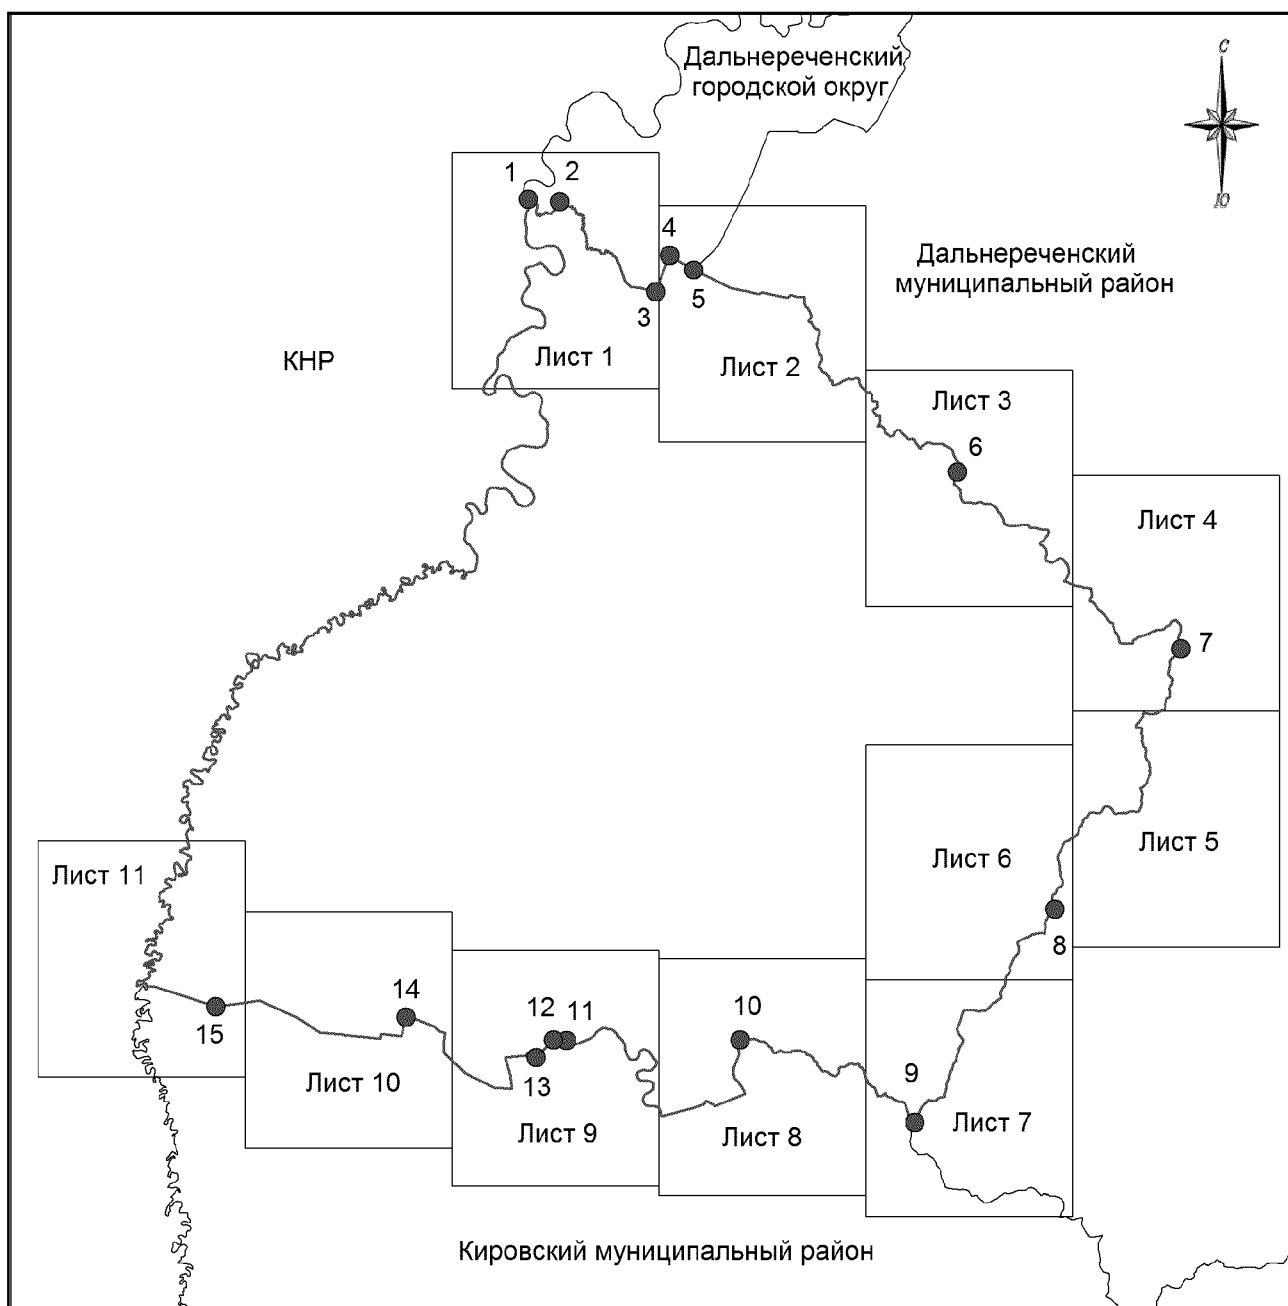 С
Дальнереченский
городской округ
Ю
1
2
4
5
3
Дальнереченский
муниципальный район
КНР
Лист 1
Лист 2
Лист 3
6
Лист 4
7
Лист 5
Лист 6
8
Лист 11
15
14
12
11
13
10
9
Лист 10
Лист 9
Лист 8
Лист 7
Кировский муниципальный район